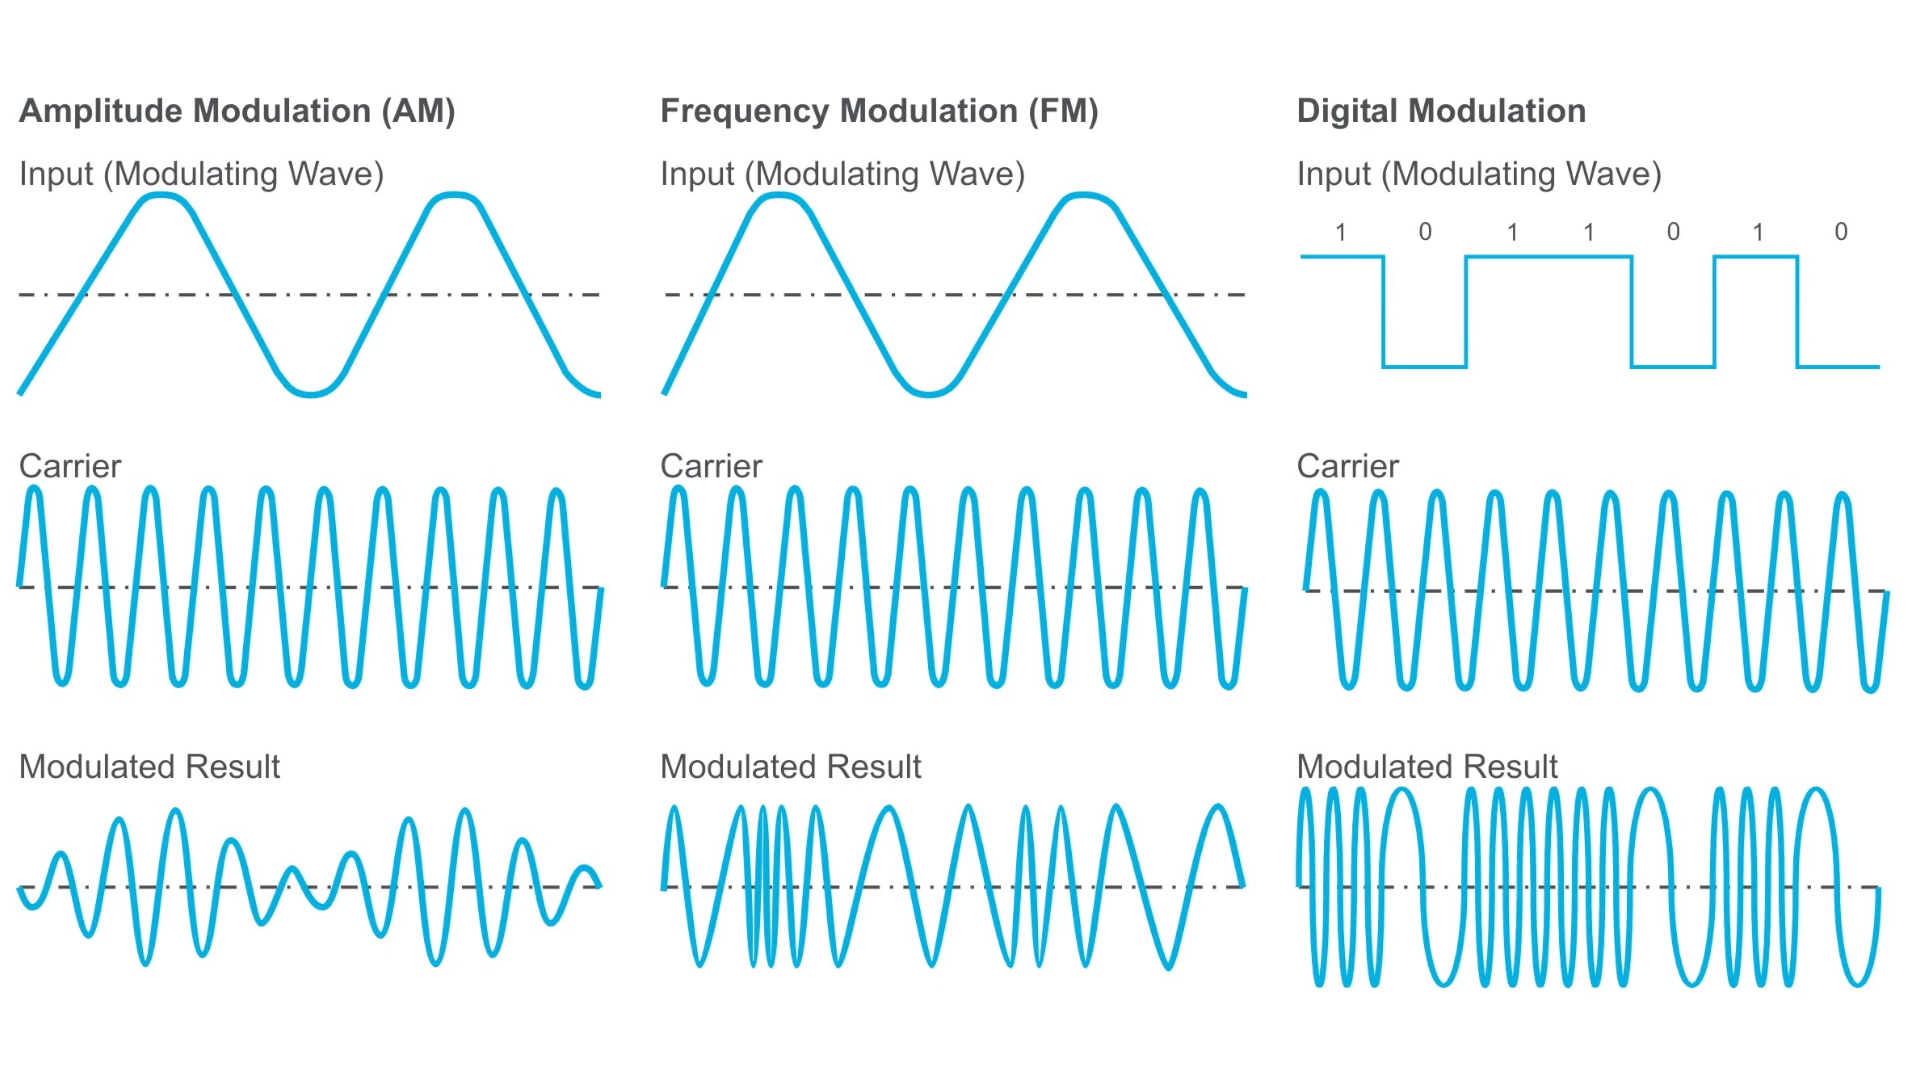 Amplitude Modulation (AM)
Input (Modulating Wave)
Carrier
Modulated Result
Frequency Modulation (FM)
Input (Modulating Wave)
Carrier
Modulated Result
Digital Modulation
Input (Modulating Wave)
1 0 1 1 0 1 0
Carrier
Modulated Result